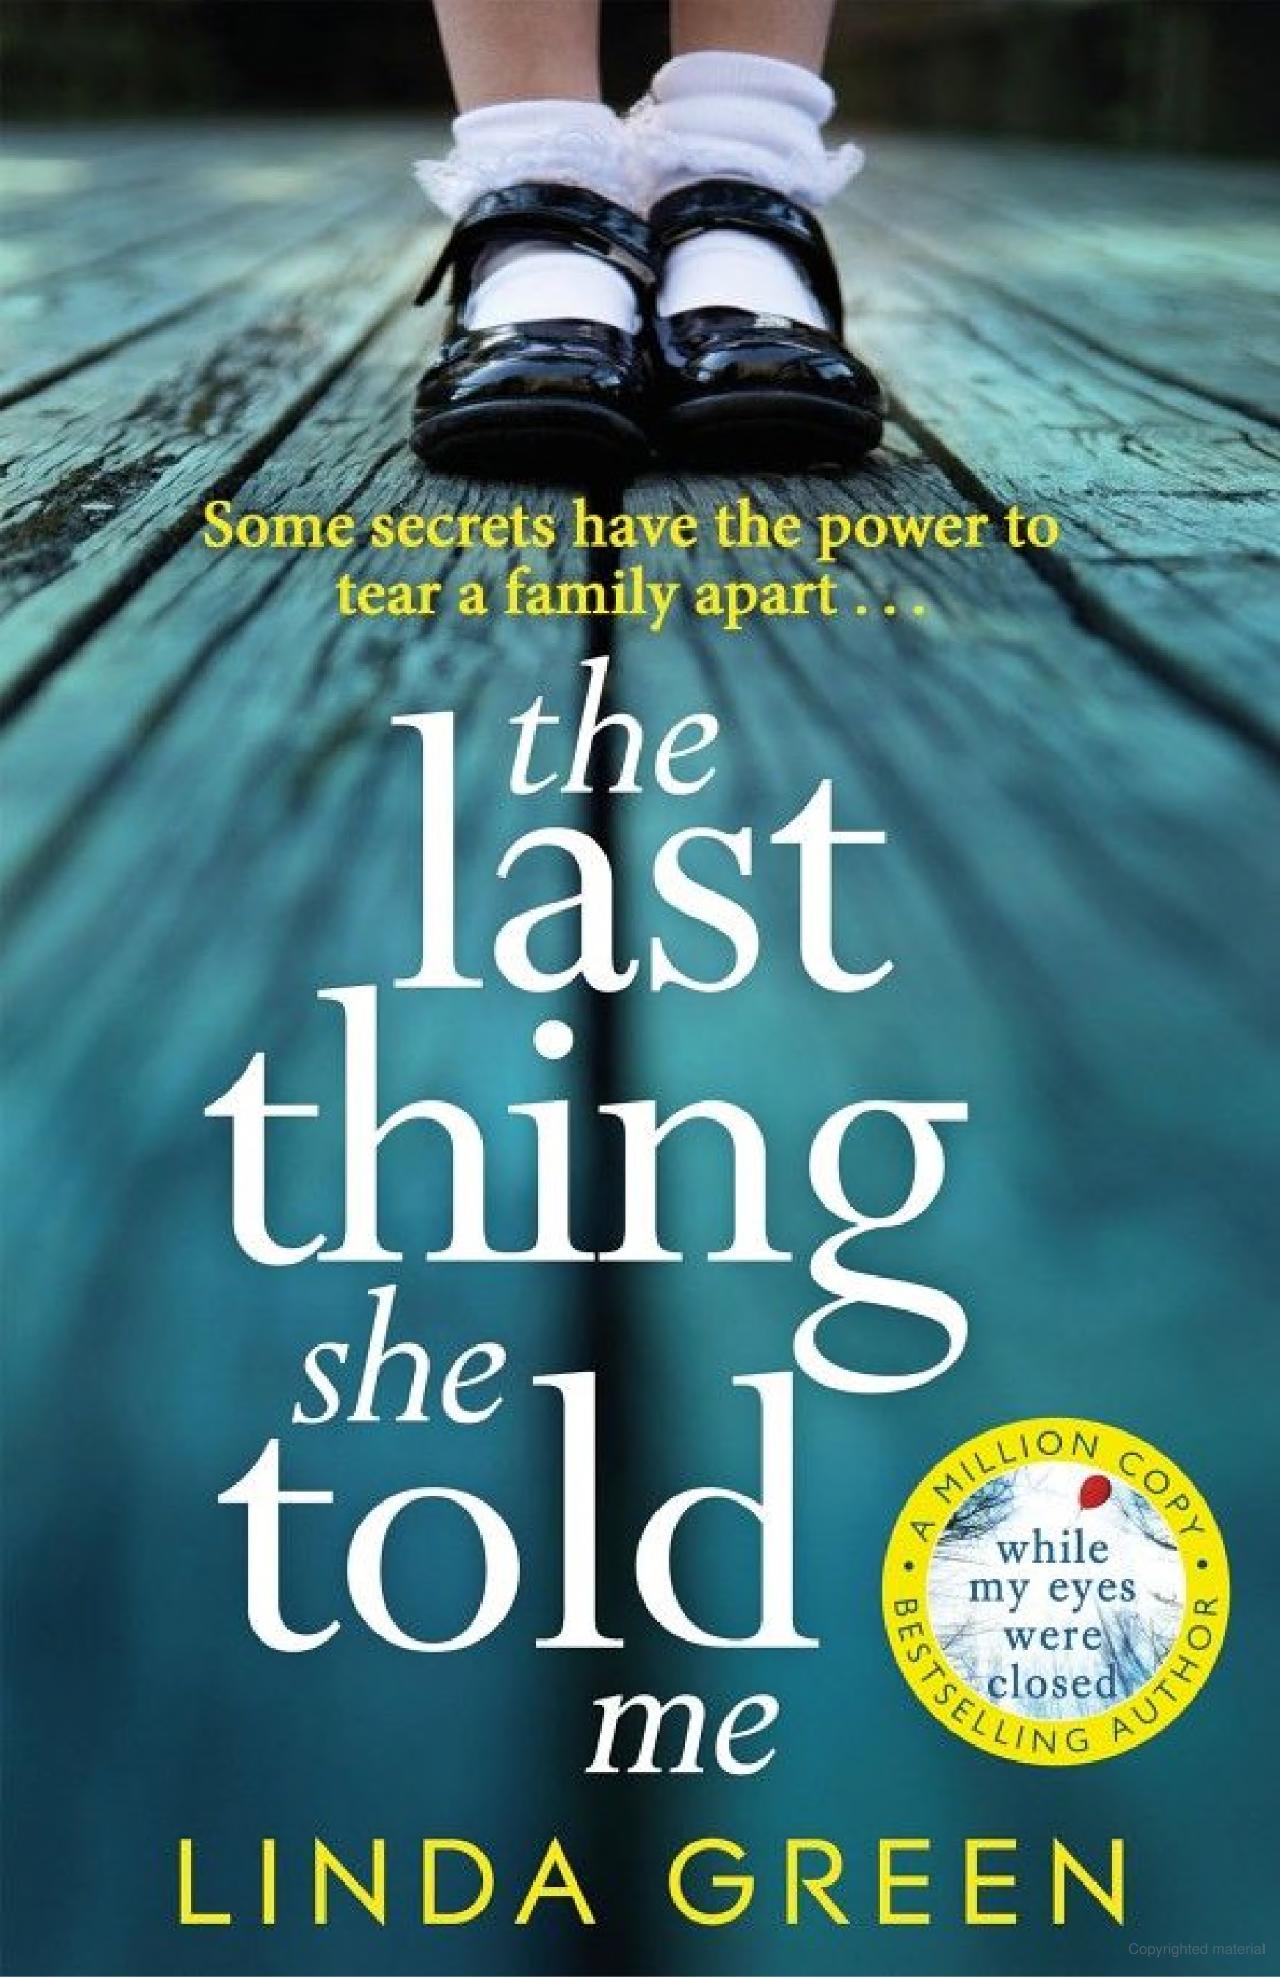 Some secrets have the power to
tear a family apart . . .
the
last
thing
she
told
me
A MILLION COPY
while
my eyes
were
closed
BESTSELLING AUTHOR
LINDA GREEN
Copyrighted material